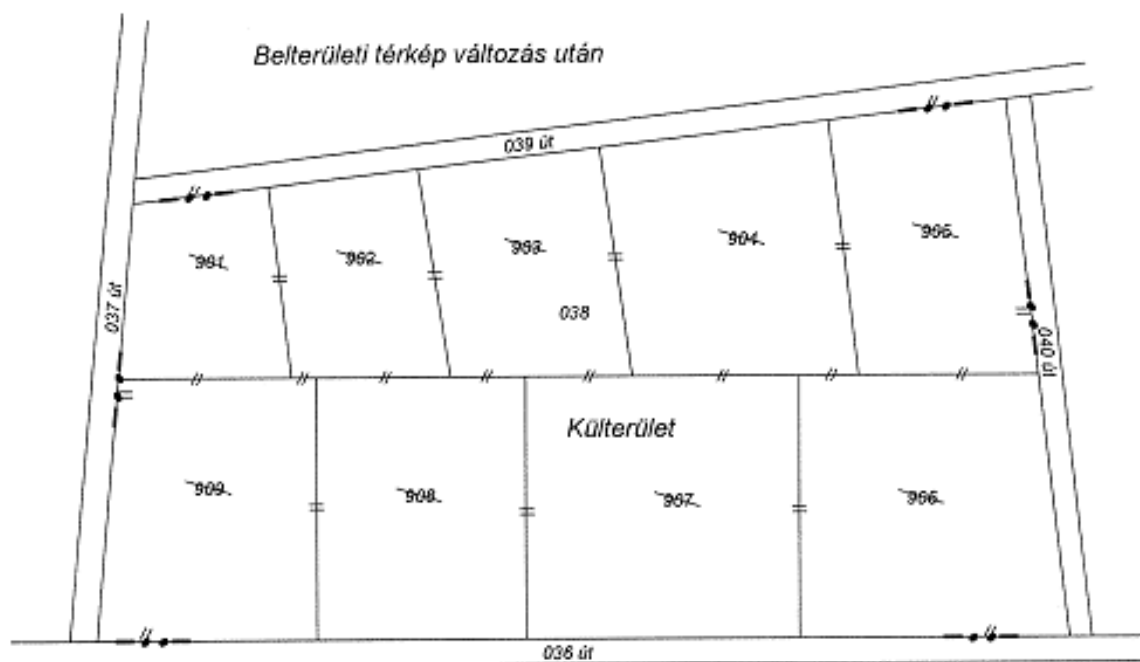 Belterületi térkép változás után
039 út
901
902
903
904
905
037 út
038
040 út
Külterület
909
908
907
906
036 út